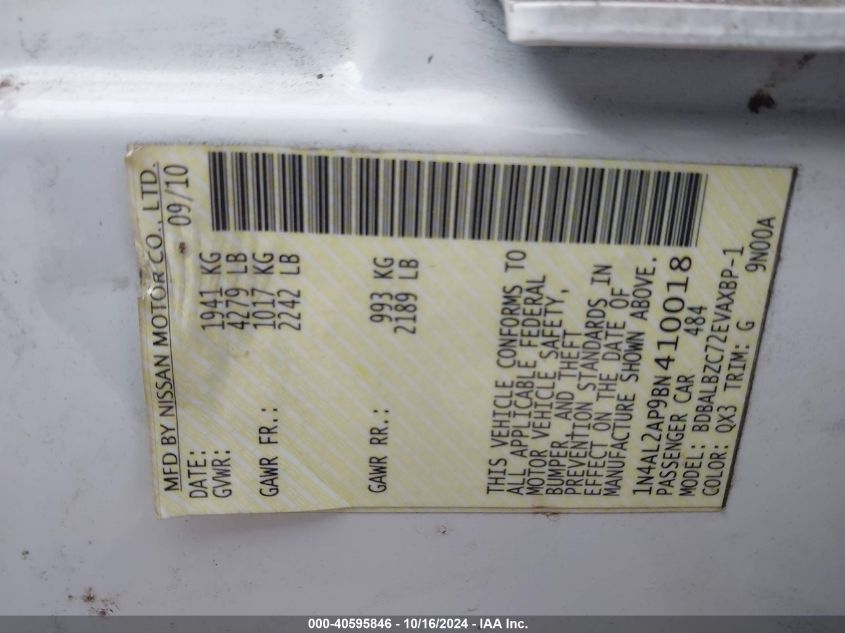 MFD BY NISSAN MOTOR CO., LTD.
DATE: 09/10
GVWR: 1941 KG
4279 LB
GAWR FR.: 1017 KG
2242 LB
GAWR RR.: 993 KG
2189 LB
THIS VEHICLE CONFORMS TO
ALL APPLICABLE FEDERAL
MOTOR VEHICLE SAFETY,
BUMPER, AND THEFT
PREVENTION STANDARDS IN
EFFECT ON THE DATE OF
MANUFACTURE SHOWN ABOVE.
1N4AL2AP9BN410018
PASSENGER CAR 484
MODEL: BDBALBZC72EVAXBP-1
COLOR: QX3 TRIM: G 9N00A
000-40595846 - 10/16/2024 - IAA Inc.